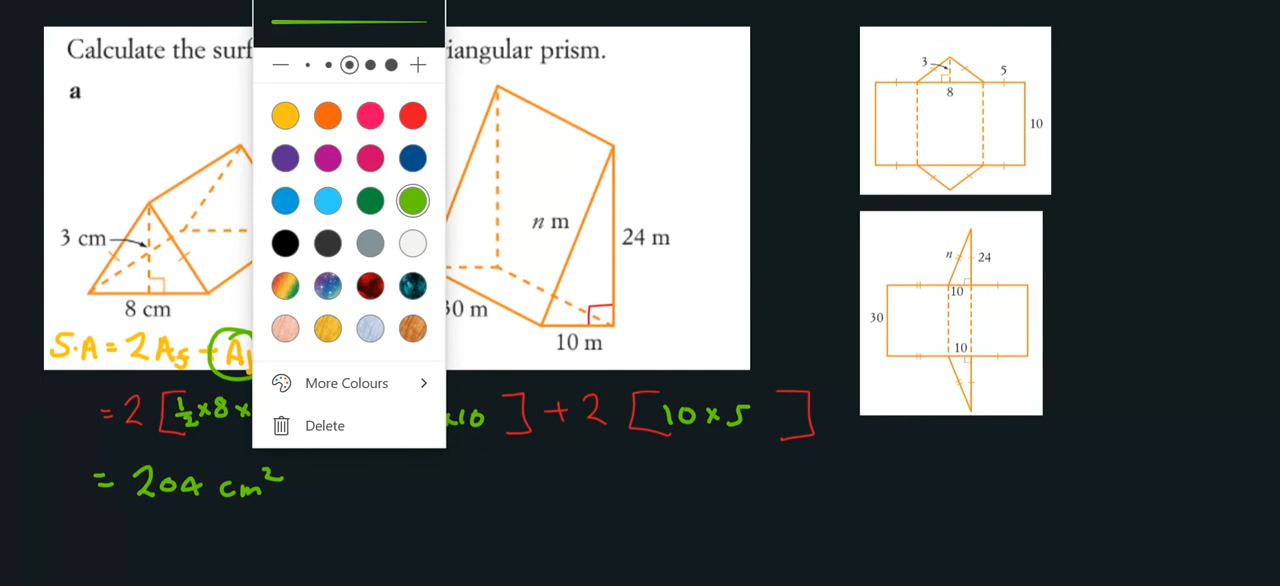 Calculate the surf
iangular prism.
a
3 cm
8 cm
n m
24 m
30 m
10 m
S.A = 2 A
= 2 [ ½ × 8 ×
×10 ] + 2 [ 10 × 5 ]
= 204 cm²
More Colours
Delete
3
5
8
10
n
24
10
30
10